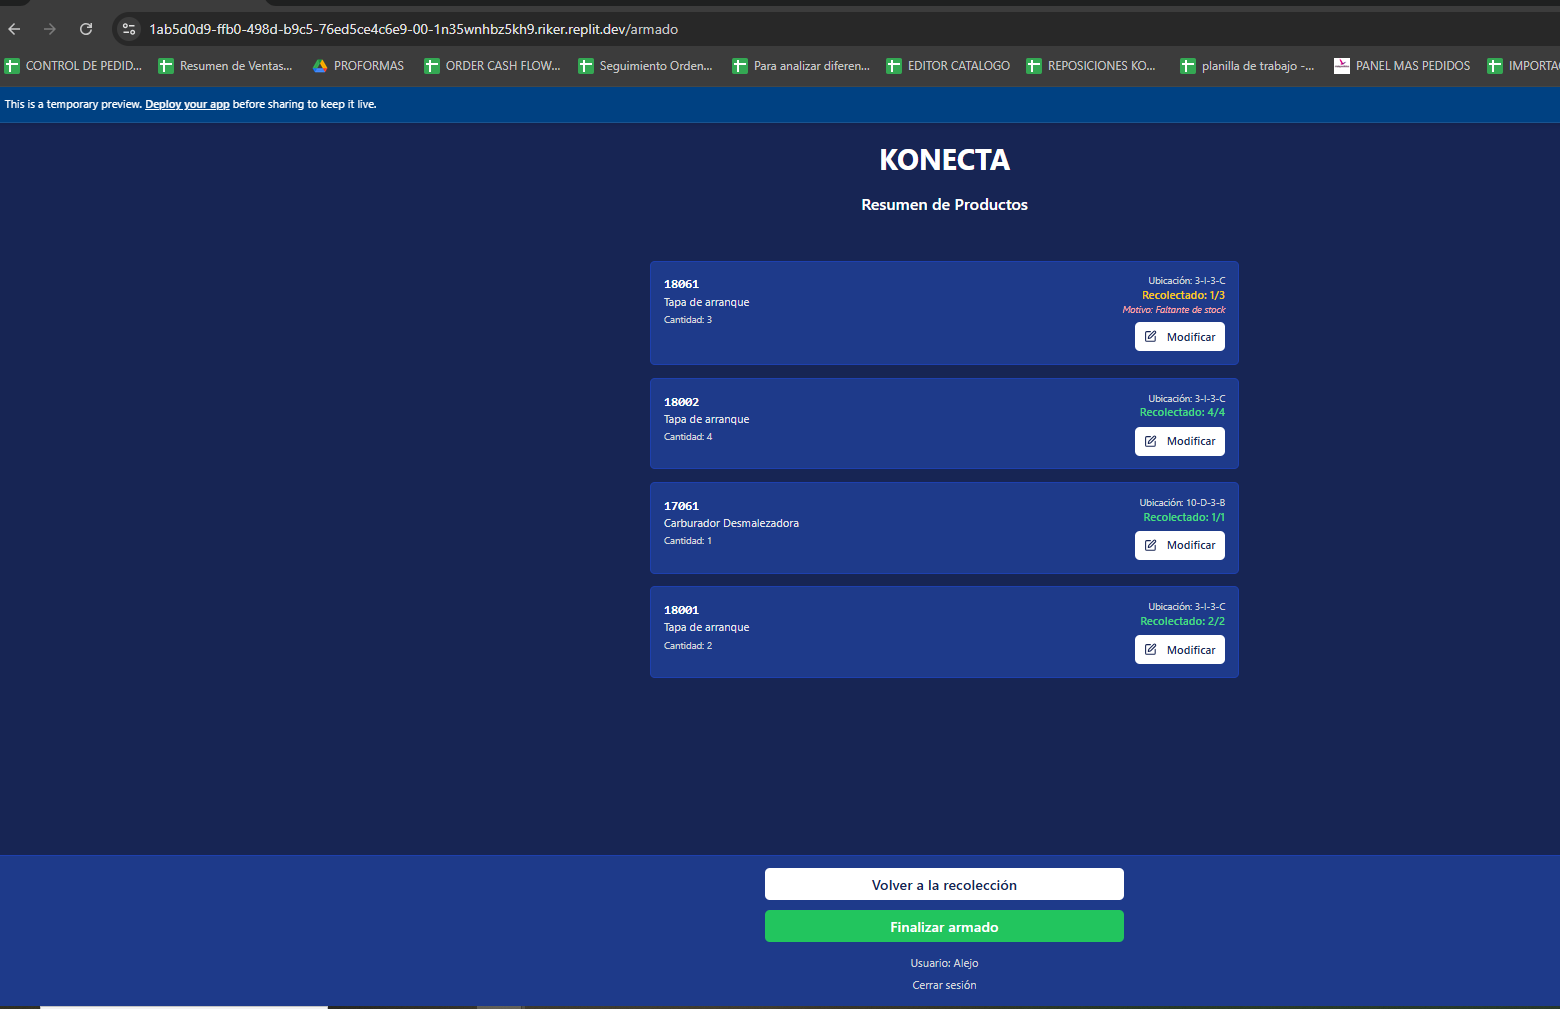 1ab5d0d9-ffb0-498d-b9c5-76ed5ce4c6e9-00-1n35wnhbz5kh9.riker.replit.dev/armado
CONTROL DE PEDID... Resumen de Ventas... PROFORMAS ORDER CASH FLOW... Seguimiento Orden... Para analizar diferen... EDITOR CATALOGO REPOSICIONES KO... planilla de trabajo -... PANEL MAS PEDIDOS IMPORTA
This is a temporary preview. Deploy your app before sharing to keep it live.
KONECTA
Resumen de Productos
18061
Tapa de arranque
Cantidad: 3
Ubicación: 3-I-3-C
Recolectado: 1/3
Motivo: Faltante de stock
Modificar
18002
Tapa de arranque
Cantidad: 4
Ubicación: 3-I-3-C
Recolectado: 4/4
Modificar
17061
Carburador Desmalezadora
Cantidad: 1
Ubicación: 10-D-3-B
Recolectado: 1/1
Modificar
18001
Tapa de arranque
Cantidad: 2
Ubicación: 3-I-3-C
Recolectado: 2/2
Modificar
Volver a la recolección
Finalizar armado
Usuario: Alejo
Cerrar sesión